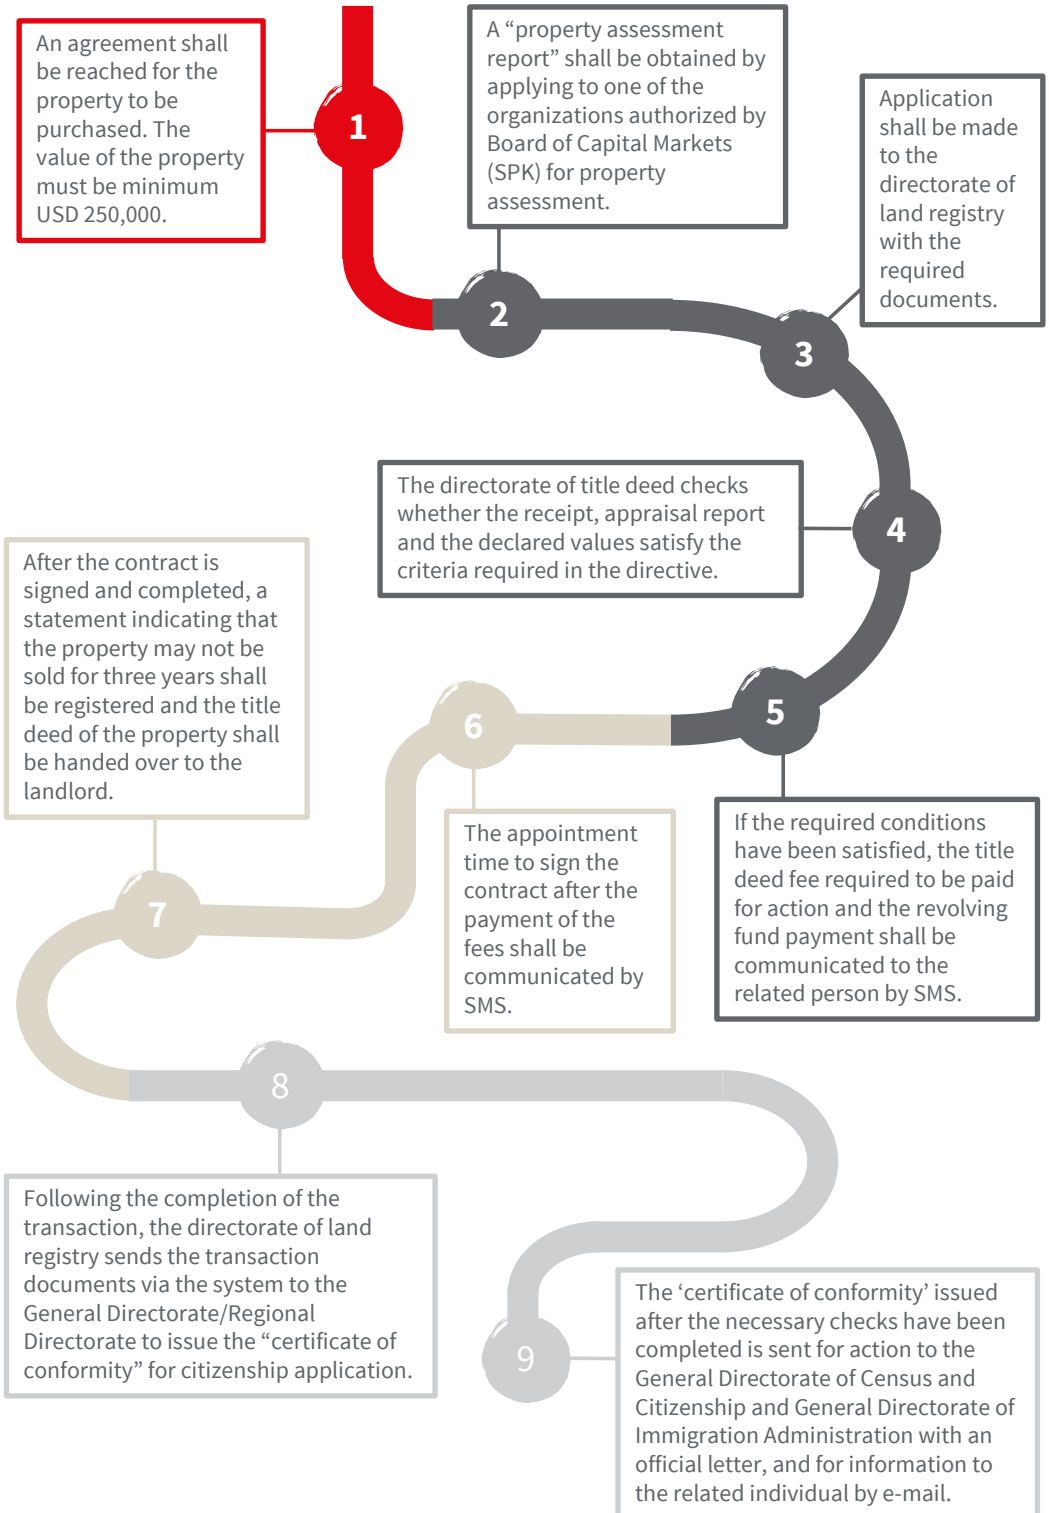 An agreement shall
be reached for the
property to be
purchased. The
value of the property
must be minimum
USD 250,000.
1
A “property assessment
report” shall be obtained by
applying to one of the
organizations authorized by
Board of Capital Markets
(SPK) for property
assessment.
2
Application
shall be made
to the
directorate of
land registry
with the
required
documents.
3
The directorate of title deed checks
whether the receipt, appraisal report
and the declared values satisfy the
criteria required in the directive.
4
If the required conditions
have been satisfied, the title
deed fee required to be paid
for action and the revolving
fund payment shall be
communicated to the
related person by SMS.
5
The appointment
time to sign the
contract after the
payment of the
fees shall be
communicated by
SMS.
6
After the contract is
signed and completed, a
statement indicating that
the property may not be
sold for three years shall
be registered and the title
deed of the property shall
be handed over to the
landlord.
7
8
Following the completion of the
transaction, the directorate of land
registry sends the transaction
documents via the system to the
General Directorate/Regional
Directorate to issue the “certificate of
conformity” for citizenship application.
9
The ‘certificate of conformity’ issued
after the necessary checks have been
completed is sent for action to the
General Directorate of Census and
Citizenship and General Directorate of
Immigration Administration with an
official letter, and for information to
the related individual by e-mail.